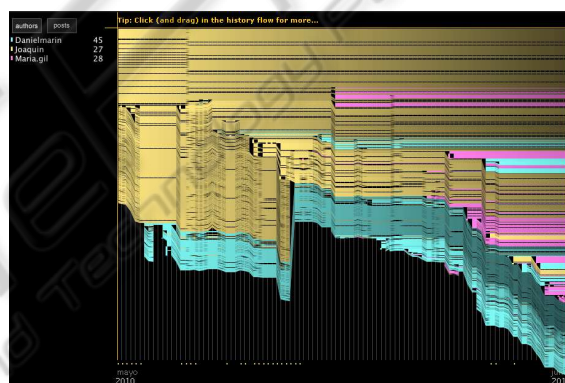 Tip: Click (and drag) in the history flow for more...
authors posts
Danielmarin 45
Joaquin 27
Maria.gil 28
mayo
2010